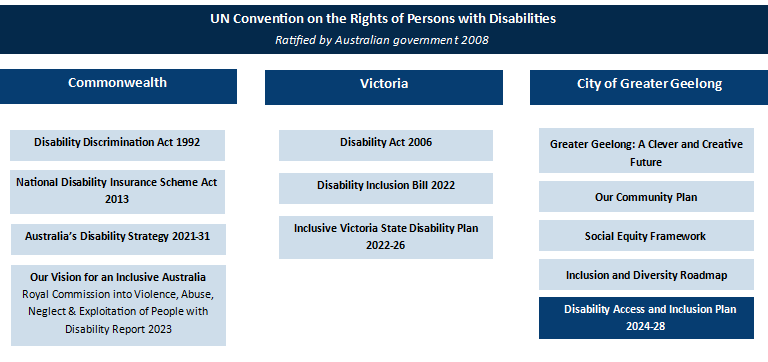 UN Convention on the Rights of Persons with Disabilities
Ratified by Australian government 2008
Commonwealth
Disability Discrimination Act 1992
National Disability Insurance Scheme Act
2013
Australia's Disability Strategy 2021-31
Our Vision for an Inclusive Australia
Royal Commission into Violence, Abuse,
Neglect & Exploitation of People with
Disability Report 2023
Victoria
Disability Act 2006
Disability Inclusion Bill 2022
Inclusive Victoria State Disability Plan
2022-26
City of Greater Geelong
Greater Geelong: A Clever and Creative
Future
Our Community Plan
Social Equity Framework
Inclusion and Diversity Roadmap
Disability Access and Inclusion Plan
2024-28